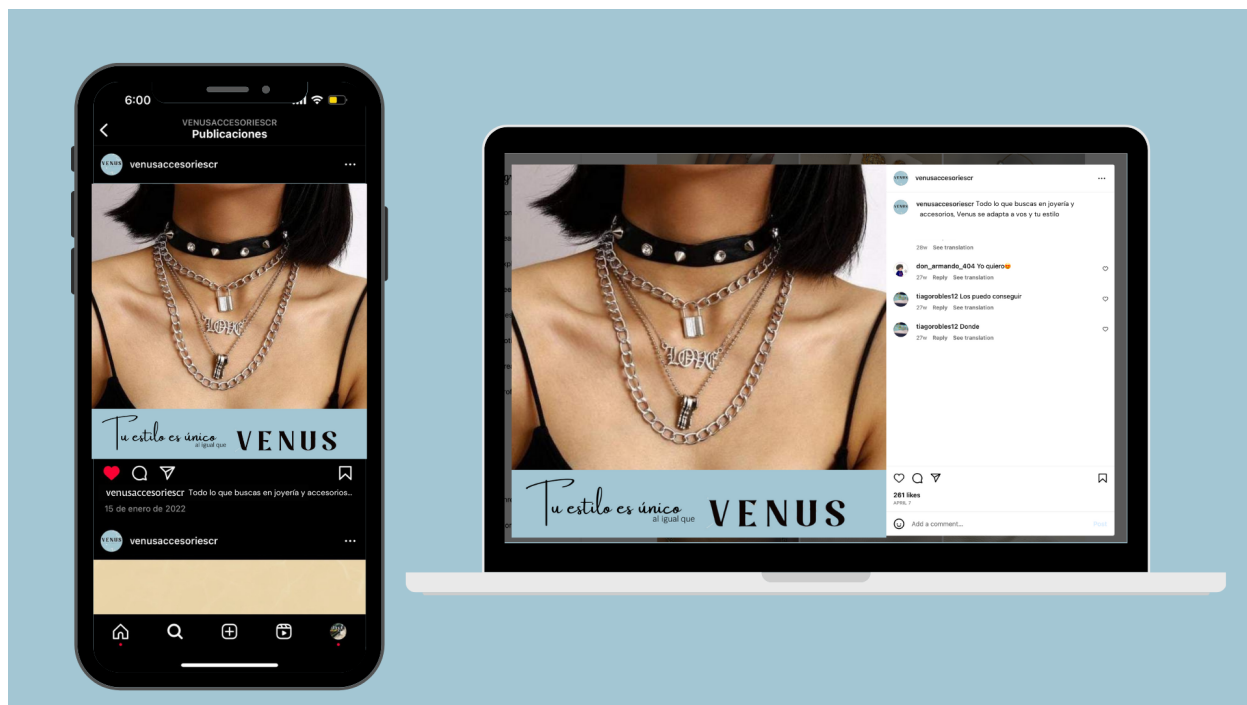 6:00
VENUSACCESORIESCR
Publicaciones
VENUS venusaccesoriescr
LOVE
Tu estilo es único
al igual que VENUS
venusaccesoriescr Todo lo que buscas en joyería y accesorios...
15 de enero de 2022
VENUS venusaccesoriescr
LOVE
Tu estilo es único
al igual que VENUS
VENUS venusaccesoriescr
VENUS venusaccesoriescr Todo lo que buscas en joyería y
accesorios, Venus se adapta a vos y tu estilo
28w See translation
don_armando_404 Yo quiero😍
27w Reply See translation
tiagorobles12 Los puedo conseguir
27w Reply See translation
tiagorobles12 Donde
27w Reply See translation
261 likes
APRIL 7
Add a comment...
Post